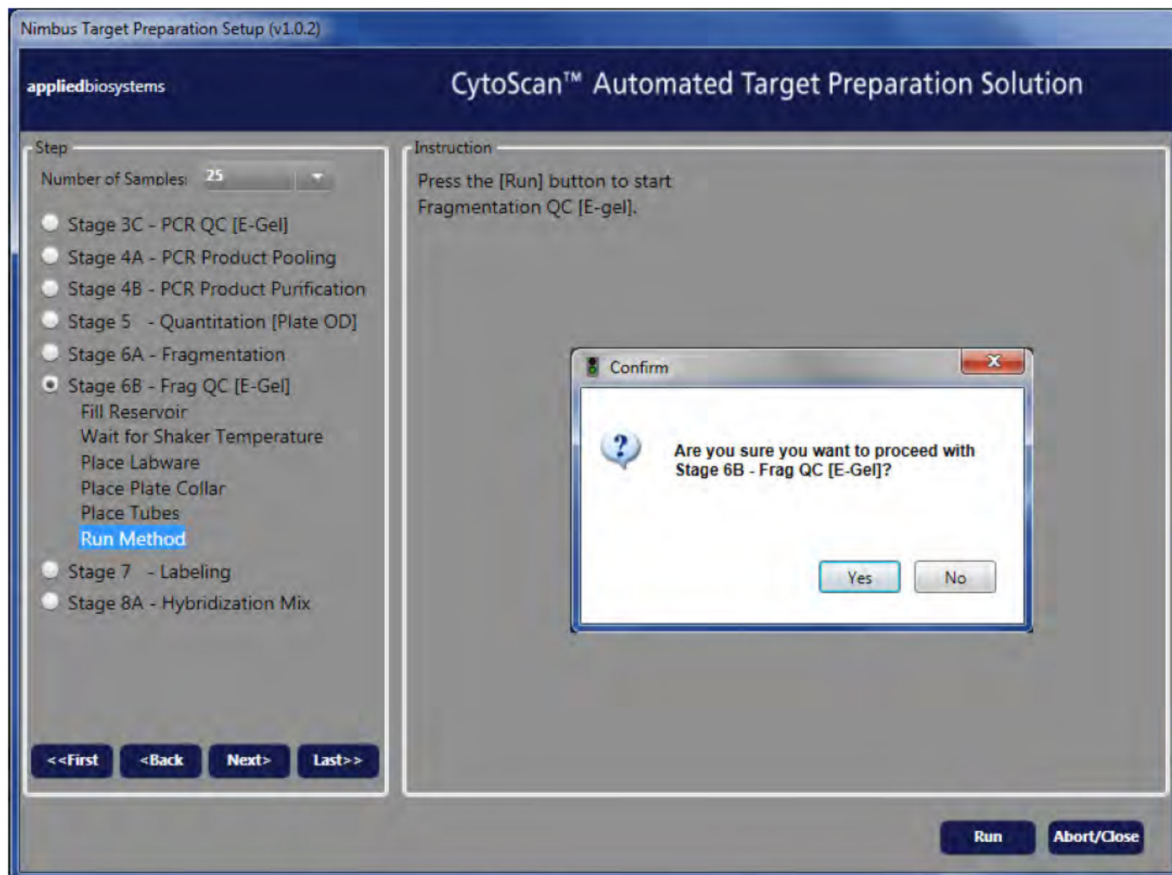 Nimbus Target Preparation Setup (v1.0.2)
appliedbiosystems
CytoScan™ Automated Target Preparation Solution
Step
Number of Samples: 25
Stage 3C - PCR QC [E-Gel]
Stage 4A - PCR Product Pooling
Stage 4B - PCR Product Purification
Stage 5 - Quantitation [Plate OD]
Stage 6A - Fragmentation
Stage 6B - Frag QC [E-Gel]
Fill Reservoir
Wait for Shaker Temperature
Place Labware
Place Plate Collar
Place Tubes
Run Method
Stage 7 - Labeling
Stage 8A - Hybridization Mix
<<First <Back Next> Last>>
Instruction
Press the [Run] button to start
Fragmentation QC [E-gel].
Confirm
Are you sure you want to proceed with
Stage 6B - Frag QC [E-Gel]?
Yes No
Run Abort/Close